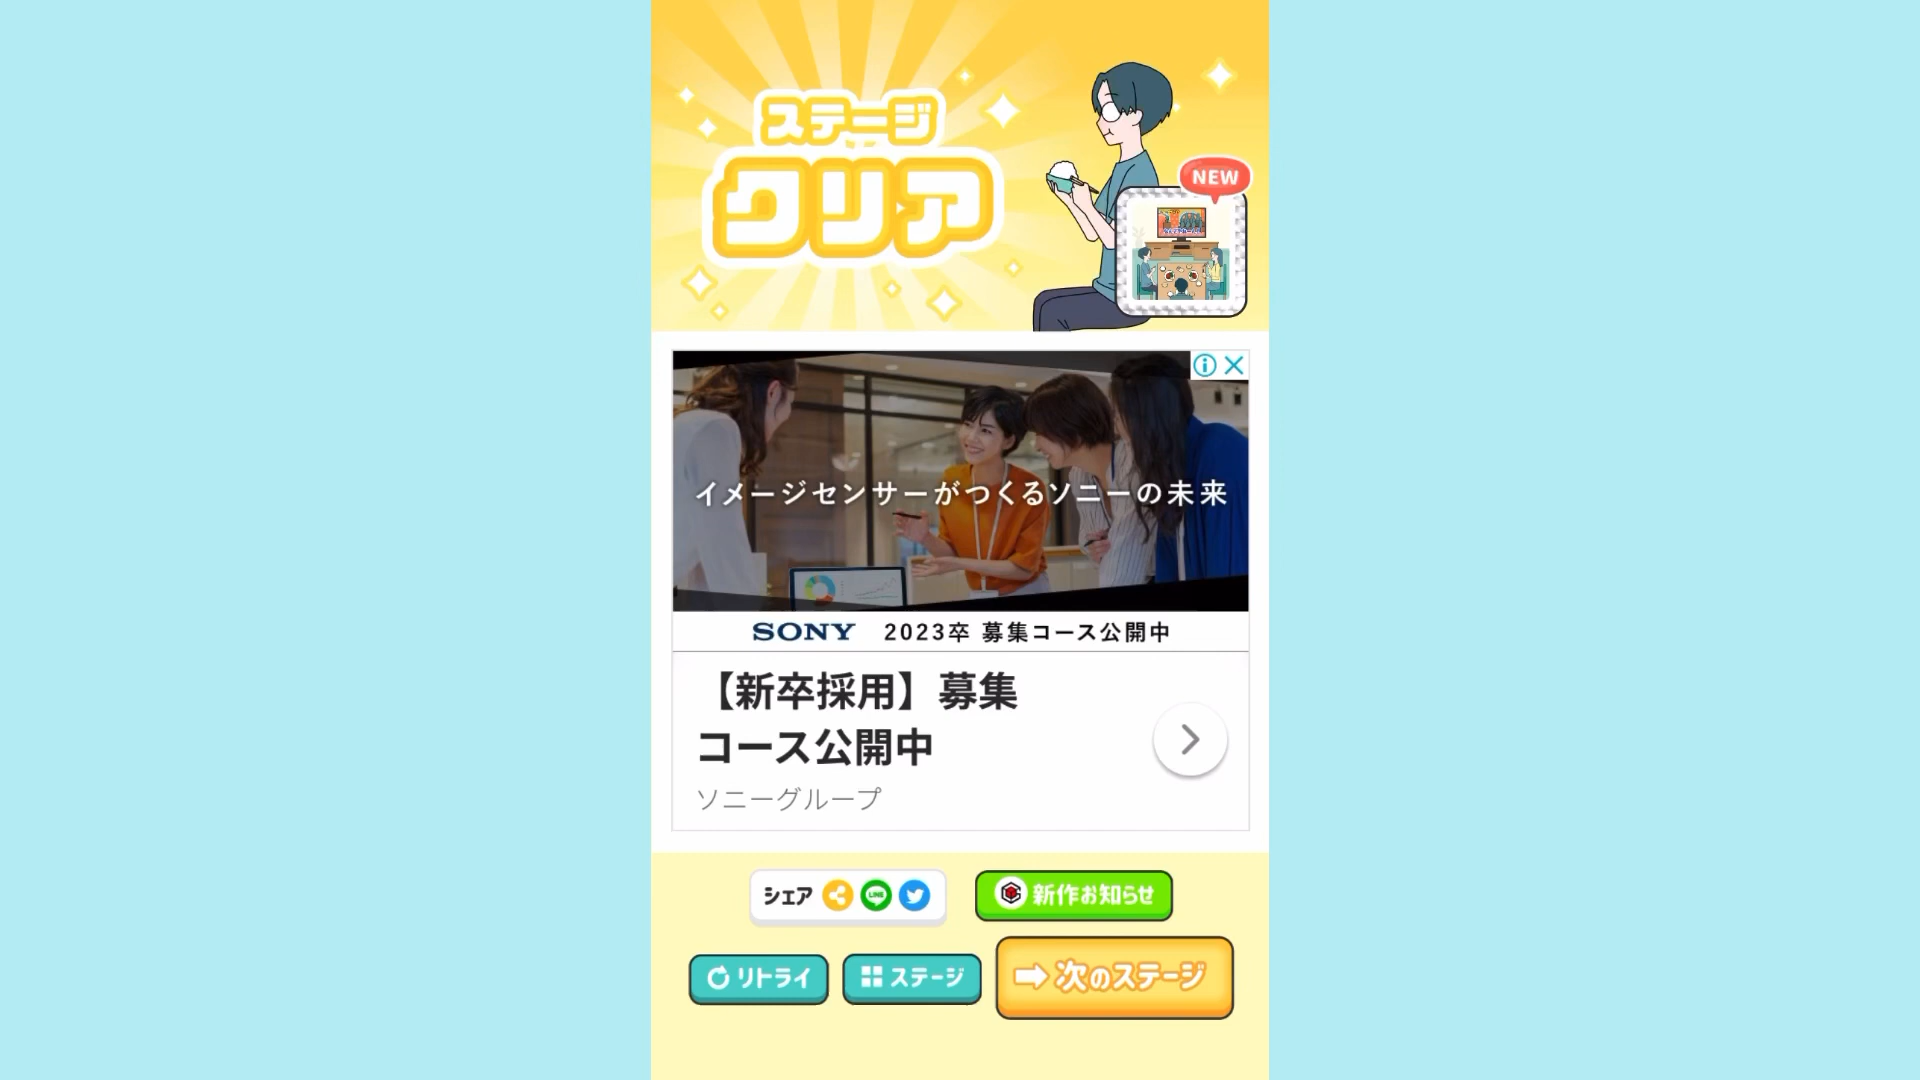 ステージ
クリア
NEW
イメージセンサーがつくるソニーの未来
SONY 2023卒 募集コース公開中
【新卒採用】募集
コース公開中
ソニーグループ
シェア LINE 新作お知らせ
リトライ ステージ 次のステージ